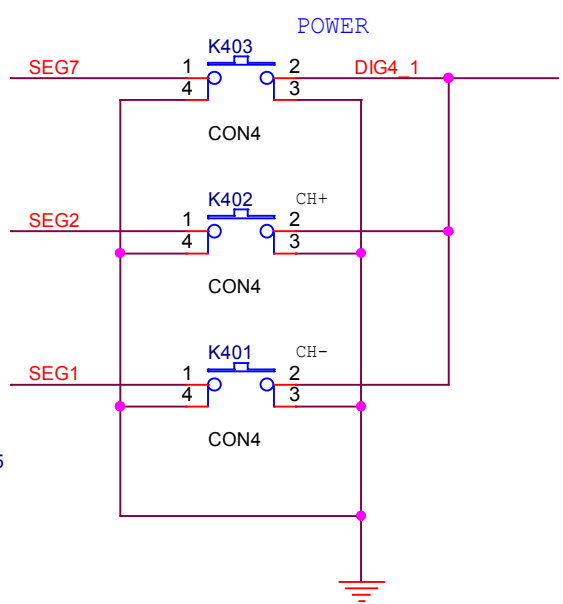 POWER
K403
SEG7 1 2 DIG4_1
4 3
CON4
K402 CH+
SEG2 1 2
4 3
CON4
K401 CH-
SEG1 1 2
4 3
CON4